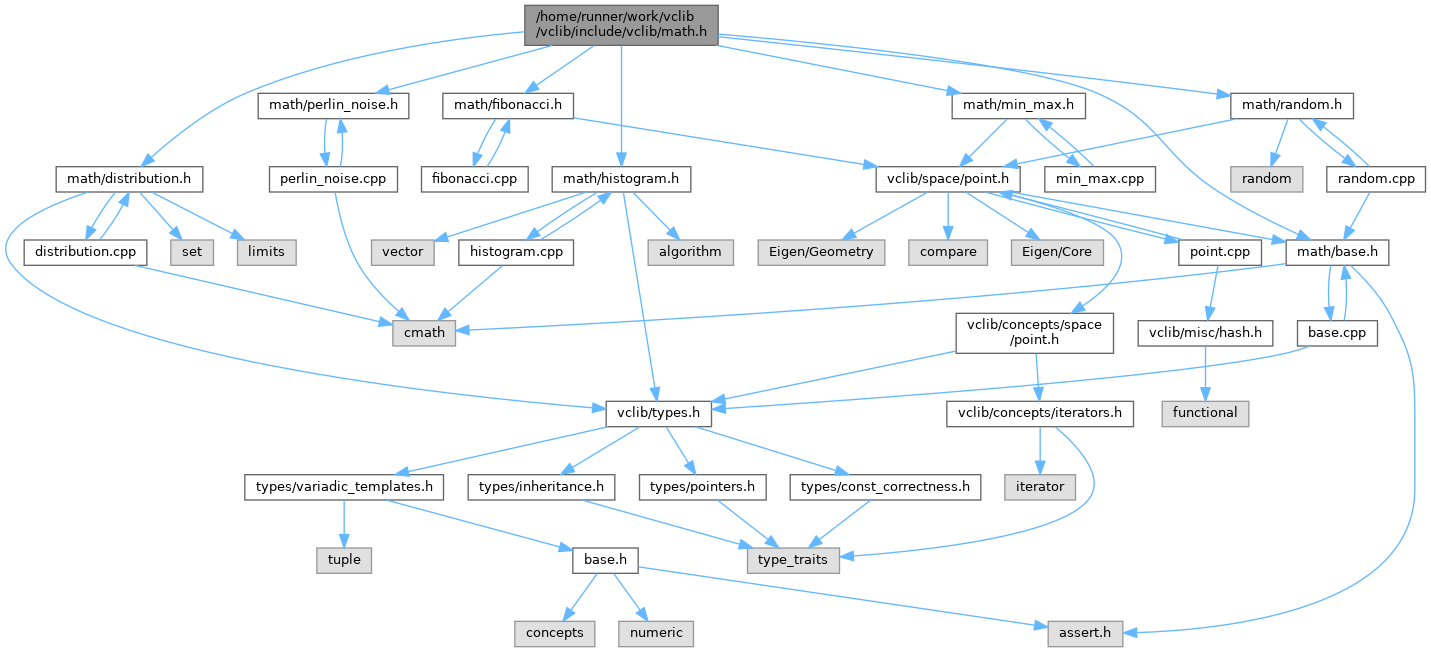 /home/runner/work/vclib
/vclib/include/vclib/math.h
math/perlin_noise.h
math/fibonacci.h
math/min_max.h
math/random.h
math/distribution.h
perlin_noise.cpp
fibonacci.cpp
math/histogram.h
vclib/space/point.h
min_max.cpp
random
random.cpp
distribution.cpp
set
limits
vector
histogram.cpp
algorithm
Eigen/Geometry
compare
Eigen/Core
point.cpp
math/base.h
cmath
vclib/concepts/space
/point.h
vclib/misc/hash.h
base.cpp
vclib/types.h
vclib/concepts/iterators.h
functional
types/variadic_templates.h
types/inheritance.h
types/pointers.h
types/const_correctness.h
iterator
tuple
base.h
type_traits
concepts
numeric
assert.h